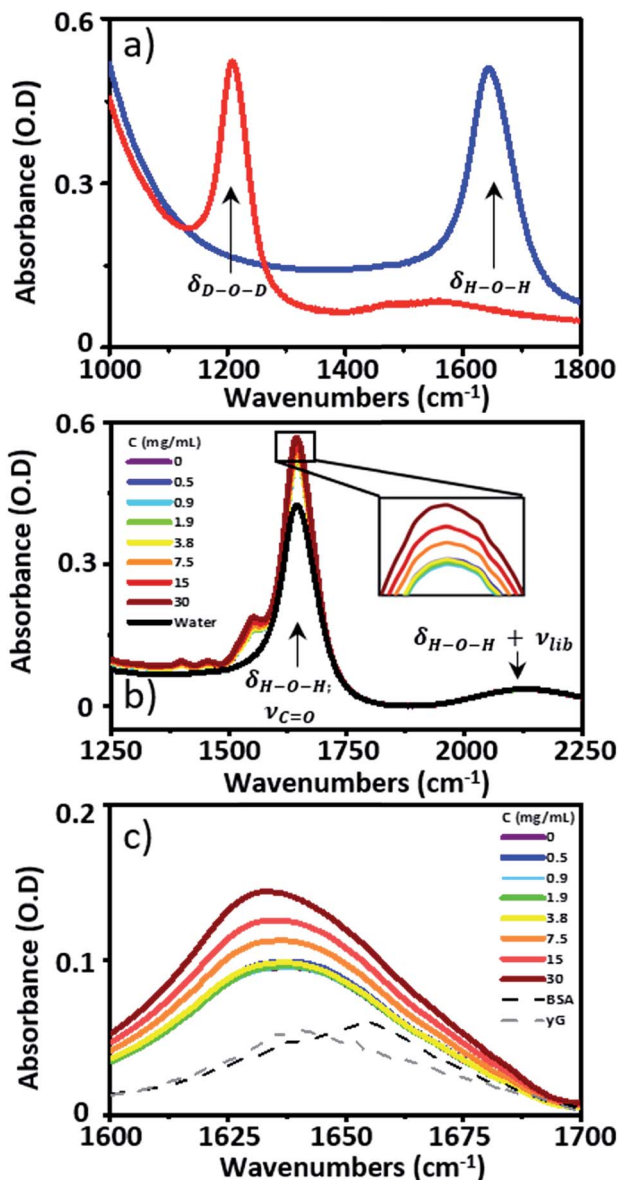 a)
Absorbance (O.D)
0.6
0.3
0
δD−O−D
δH−O−H
1000 1200 1400 1600 1800
Wavenumbers (cm-1)
b)
Absorbance (O.D)
0.6
0.3
0
C (mg/mL)
0
0.5
0.9
1.9
3.8
7.5
15
30
Water
δH−O−H;
νC=O
δH−O−H + νlib
1250 1500 1750 2000 2250
Wavenumbers (cm-1)
c)
Absorbance (O.D)
0.2
0.1
0
C (mg/mL)
0
0.5
0.9
1.9
3.8
7.5
15
30
BSA
yG
1600 1625 1650 1675 1700
Wavenumbers (cm-1)